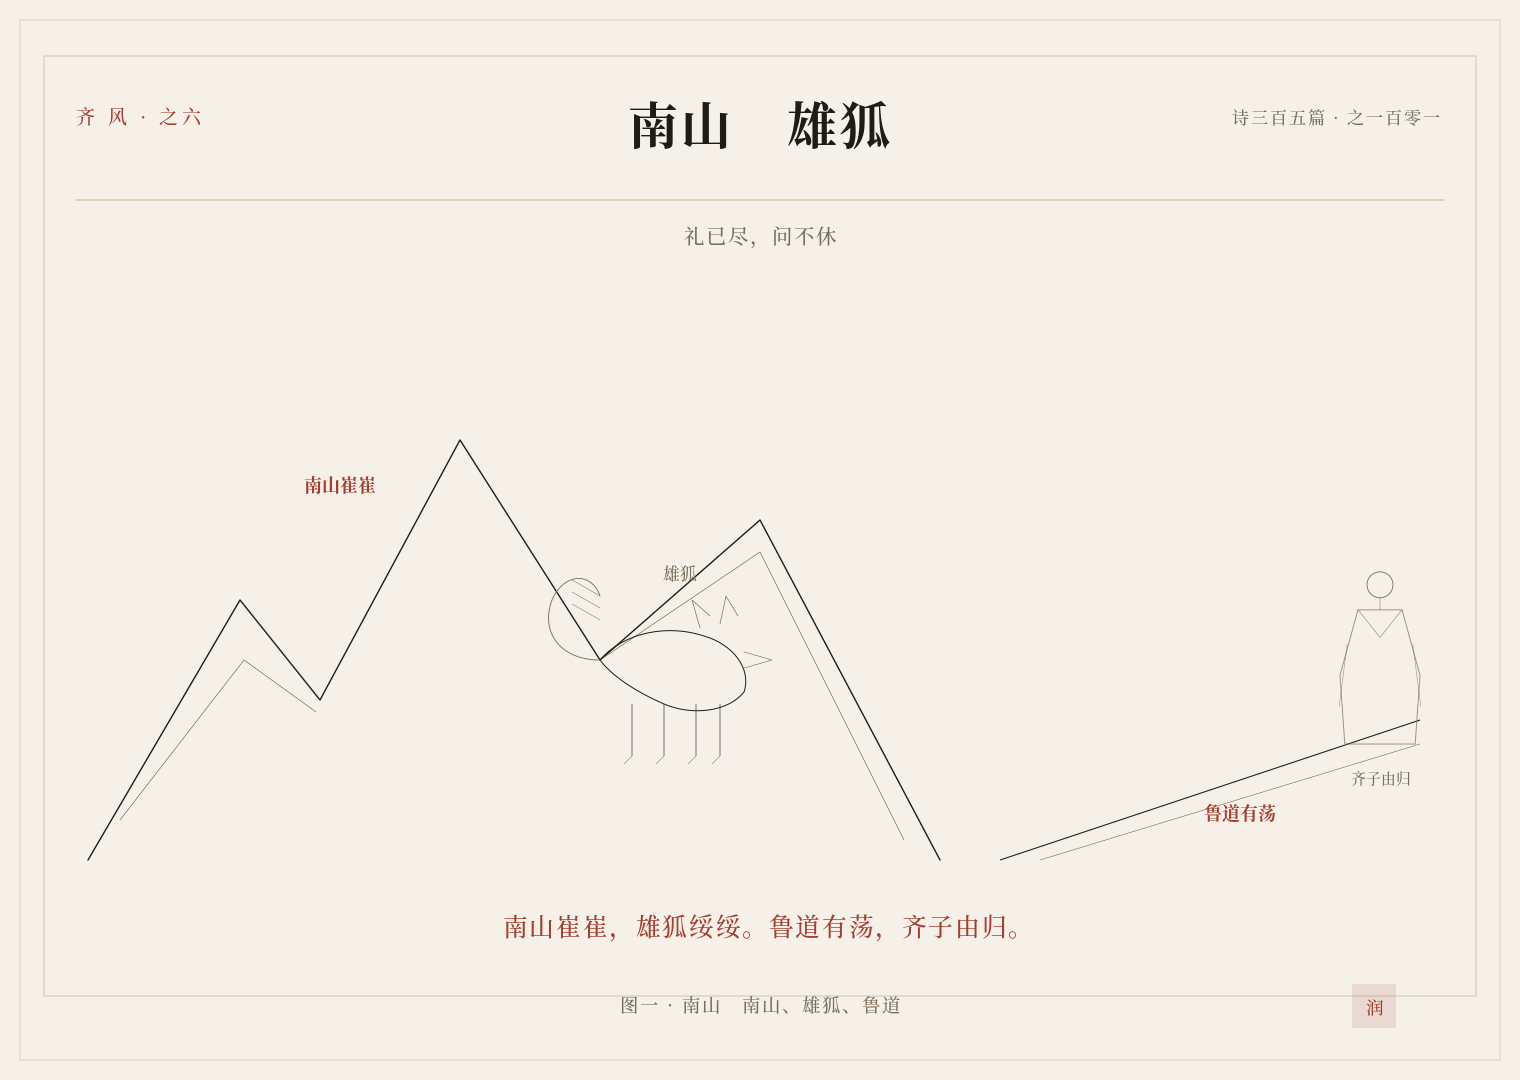 齐 风 · 之六
南山　雄狐
诗三百五篇 · 之一百零一
礼已尽，问不休
南山崔崔
雄狐
齐子由归
鲁道有荡
南山崔崔，雄狐绥绥。鲁道有荡，齐子由归。
图一 · 南山　南山、雄狐、鲁道
润